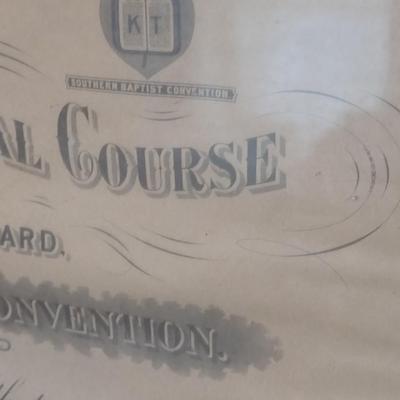 KT
SOUTHERN BAPTIST CONVENTION
AL COURSE
ARD.
ONVENTION.